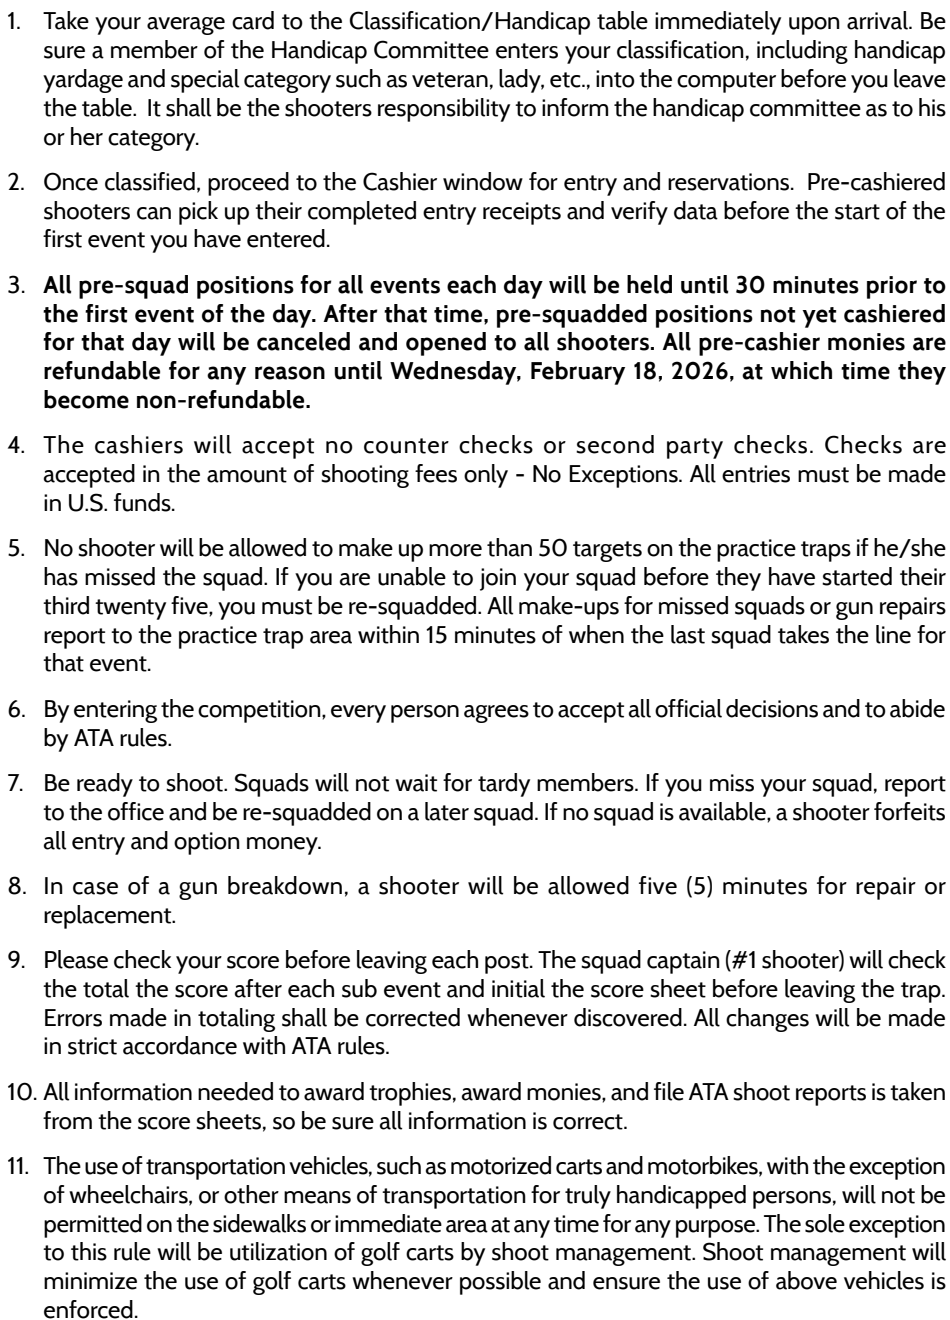 1. Take your average card to the Classification/Handicap table immediately upon arrival. Be
sure a member of the Handicap Committee enters your classification, including handicap
yardage and special category such as veteran, lady, etc., into the computer before you leave
the table. It shall be the shooters responsibility to inform the handicap committee as to his
or her category.
2. Once classified, proceed to the Cashier window for entry and reservations. Pre-cashiered
shooters can pick up their completed entry receipts and verify data before the start of the
first event you have entered.
3. All pre-squad positions for all events each day will be held until 30 minutes prior to
the first event of the day. After that time, pre-squadded positions not yet cashiered
for that day will be canceled and opened to all shooters. All pre-cashier monies are
refundable for any reason until Wednesday, February 18, 2026, at which time they
become non-refundable.
4. The cashiers will accept no counter checks or second party checks. Checks are
accepted in the amount of shooting fees only - No Exceptions. All entries must be made
in U.S. funds.
5. No shooter will be allowed to make up more than 50 targets on the practice traps if he/she
has missed the squad. If you are unable to join your squad before they have started their
third twenty five, you must be re-squadded. All make-ups for missed squads or gun repairs
report to the practice trap area within 15 minutes of when the last squad takes the line for
that event.
6. By entering the competition, every person agrees to accept all official decisions and to abide
by ATA rules.
7. Be ready to shoot. Squads will not wait for tardy members. If you miss your squad, report
to the office and be re-squadded on a later squad. If no squad is available, a shooter forfeits
all entry and option money.
8. In case of a gun breakdown, a shooter will be allowed five (5) minutes for repair or
replacement.
9. Please check your score before leaving each post. The squad captain (#1 shooter) will check
the total the score after each sub event and initial the score sheet before leaving the trap.
Errors made in totaling shall be corrected whenever discovered. All changes will be made
in strict accordance with ATA rules.
10. All information needed to award trophies, award monies, and file ATA shoot reports is taken
from the score sheets, so be sure all information is correct.
11. The use of transportation vehicles, such as motorized carts and motorbikes, with the exception
of wheelchairs, or other means of transportation for truly handicapped persons, will not be
permitted on the sidewalks or immediate area at any time for any purpose. The sole exception
to this rule will be utilization of golf carts by shoot management. Shoot management will
minimize the use of golf carts whenever possible and ensure the use of above vehicles is
enforced.